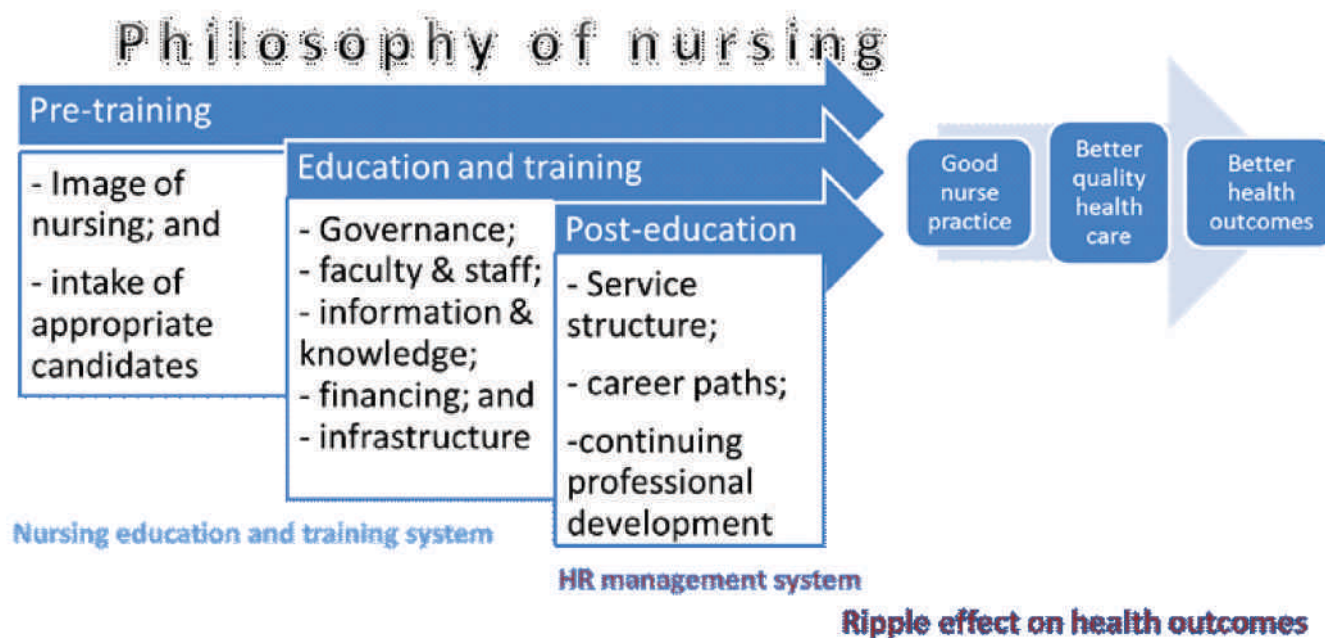 Philosophy of nursing
Pre-training
- Image of
nursing; and
- intake of
appropriate
candidates
Education and training
- Governance;
- faculty & staff;
- information &
knowledge;
- financing; and
- infrastructure
Post-education
- Service
structure;
- career paths;
-continuing
professional
development
Good
nurse
practice
Better
quality
health
care
Better
health
outcomes
Nursing education and training system
HR management system
Ripple effect on health outcomes